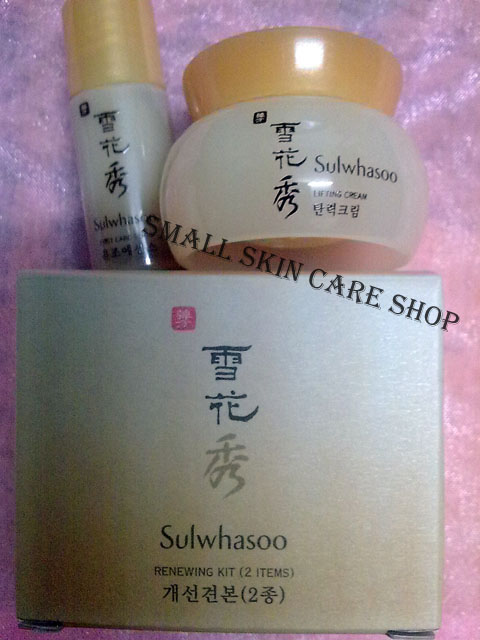 雪花秀
Sulwhasoo
雪花秀
Sulwhasoo
LIFTING CREAM
탄력크림
SMALL SKIN CARE SHOP
雪花秀
Sulwhasoo
RENEWING KIT (2 ITEMS)
개선견본(2종)